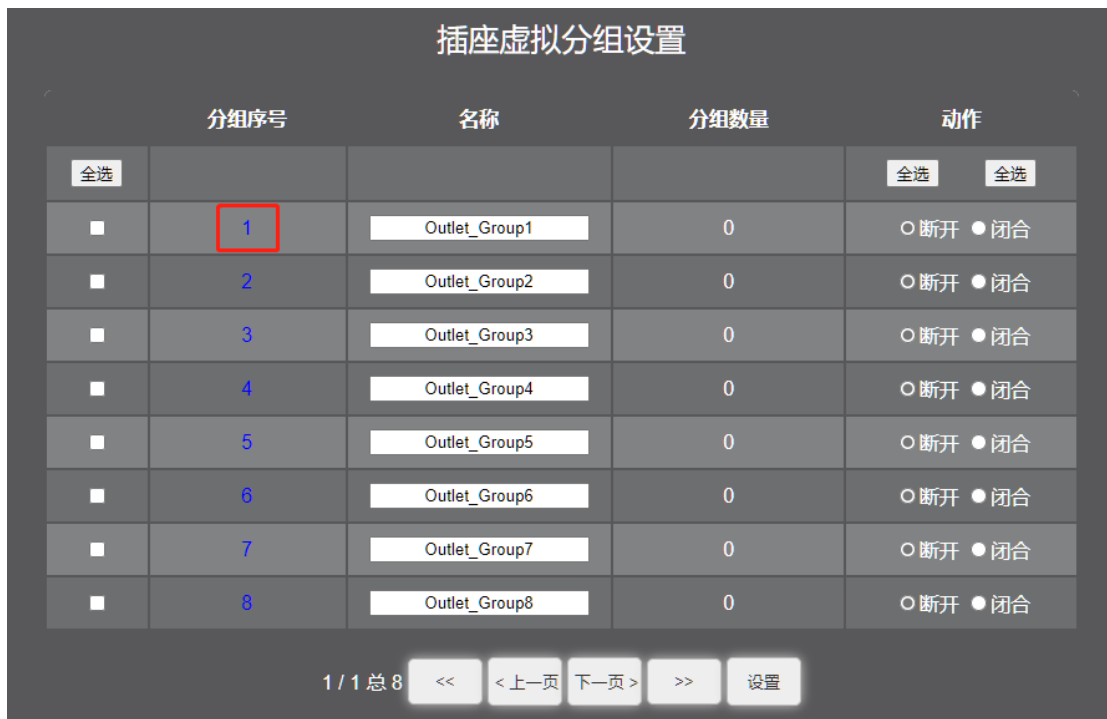 插座虚拟分组设置
分组序号 名称 分组数量 动作
全选 全选 全选
1 Outlet_Group1 0 断开 闭合
2 Outlet_Group2 0 断开 闭合
3 Outlet_Group3 0 断开 闭合
4 Outlet_Group4 0 断开 闭合
5 Outlet_Group5 0 断开 闭合
6 Outlet_Group6 0 断开 闭合
7 Outlet_Group7 0 断开 闭合
8 Outlet_Group8 0 断开 闭合
1 / 1 总 8 << < 上一页 下一页 > >> 设置